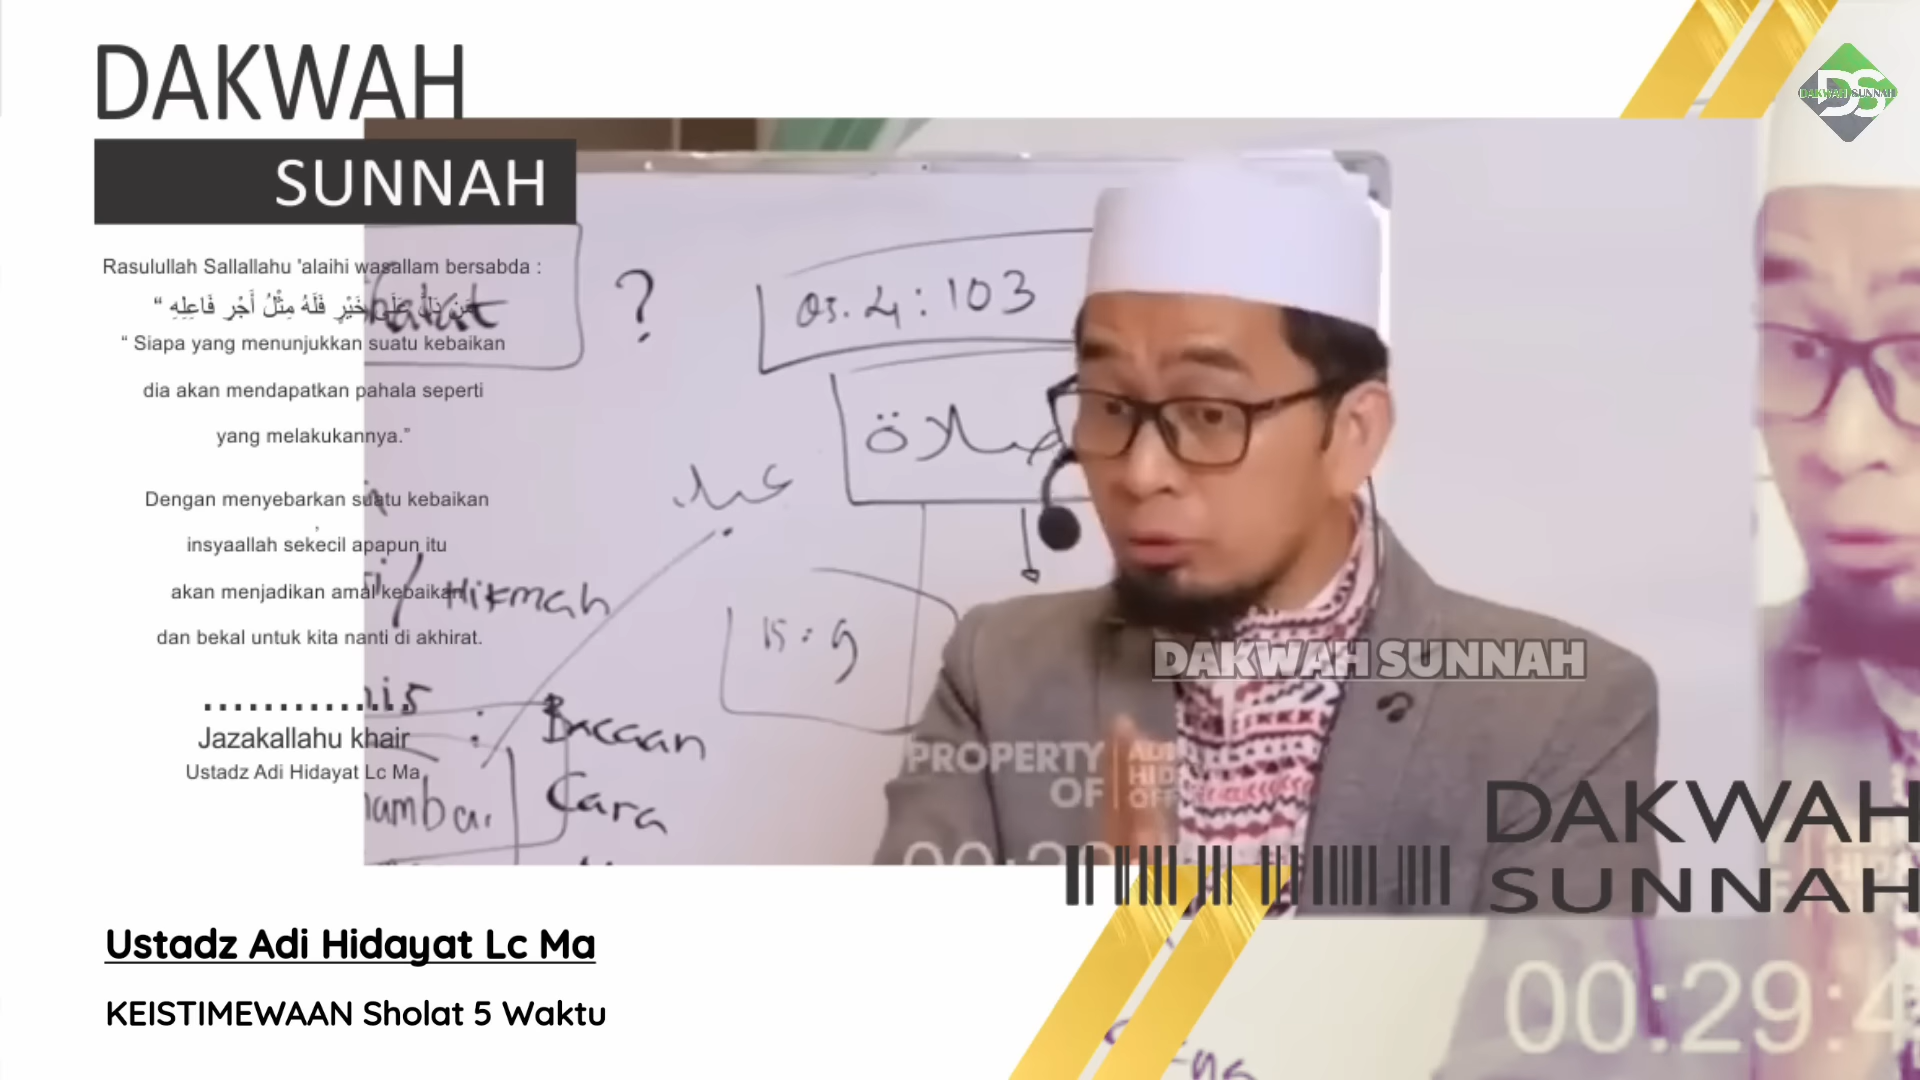 DAKWAH
SUNNAH
Rasulullah Sallallahu 'alaihi wasallam bersabda :
“ مَنْ دَلَّ عَلَى خَيْرٍ فَلَهُ مِثْلُ أَجْرِ فَاعِلِهِ
“ Siapa yang menunjukkan suatu kebaikan
dia akan mendapatkan pahala seperti
yang melakukannya.”
Dengan menyebarkan suatu kebaikan
insyaallah sekecil apapun itu
akan menjadikan amal kebaikan
dan bekal untuk kita nanti di akhirat.
..............
Jazakallahu khair
Ustadz Adi Hidayat Lc Ma
?
Qs. 4 : 103
صلاة
عبد
Hikmah
15 : 9
: Bacaan
Cara
DAKWAH SUNNAH
PROPERTY
OF
DAKWAH
SUNNAH
00:29:4
Ustadz Adi Hidayat Lc Ma
KEISTIMEWAAN Sholat 5 Waktu
DS
DAKWAH SUNNAH